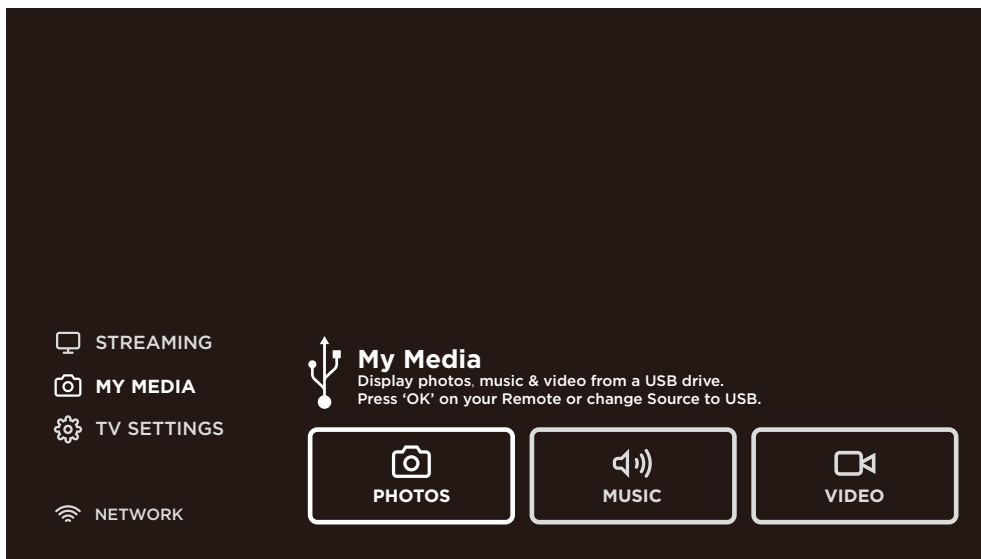 STREAMING
MY MEDIA
TV SETTINGS
NETWORK
My Media
Display photos, music & video from a USB drive.
Press ‘OK’ on your Remote or change Source to USB.
PHOTOS
MUSIC
VIDEO